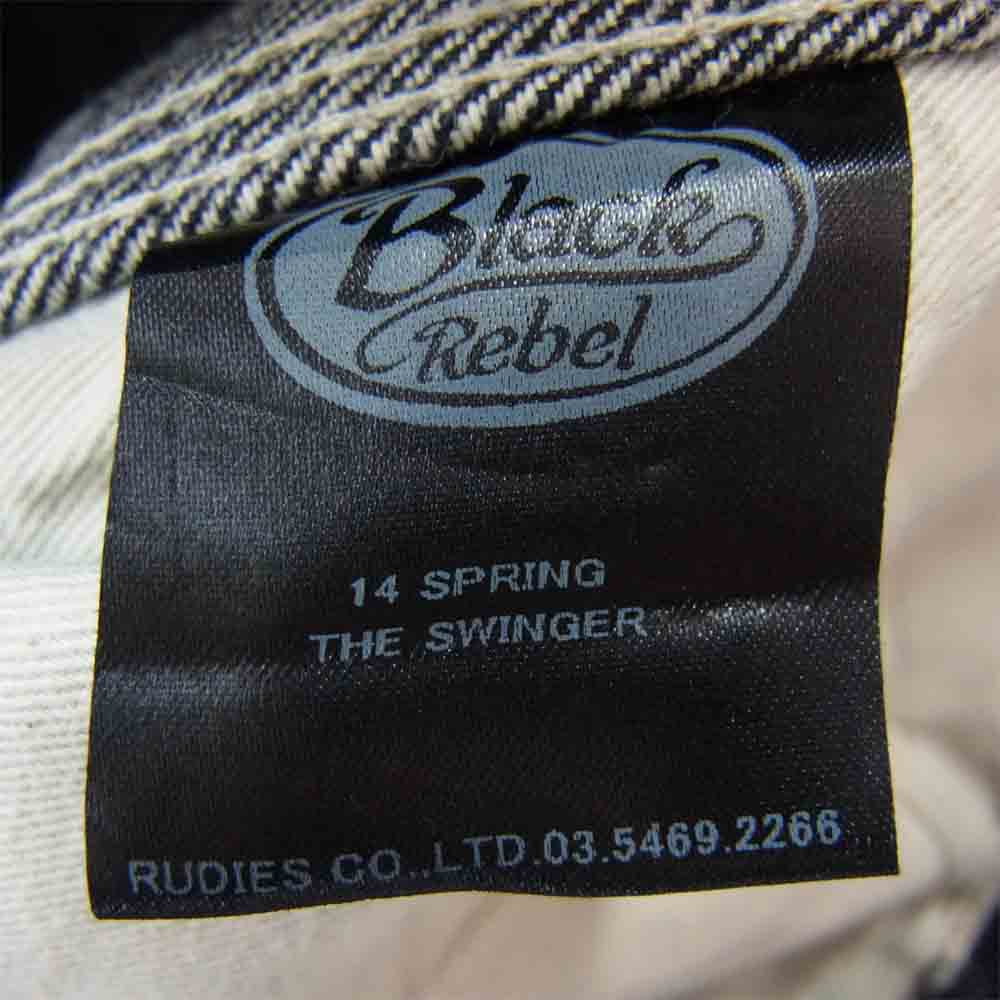 Black
Rebel
14 SPRING
THE SWINGER
RUDIES CO.,LTD.03.5469.2266